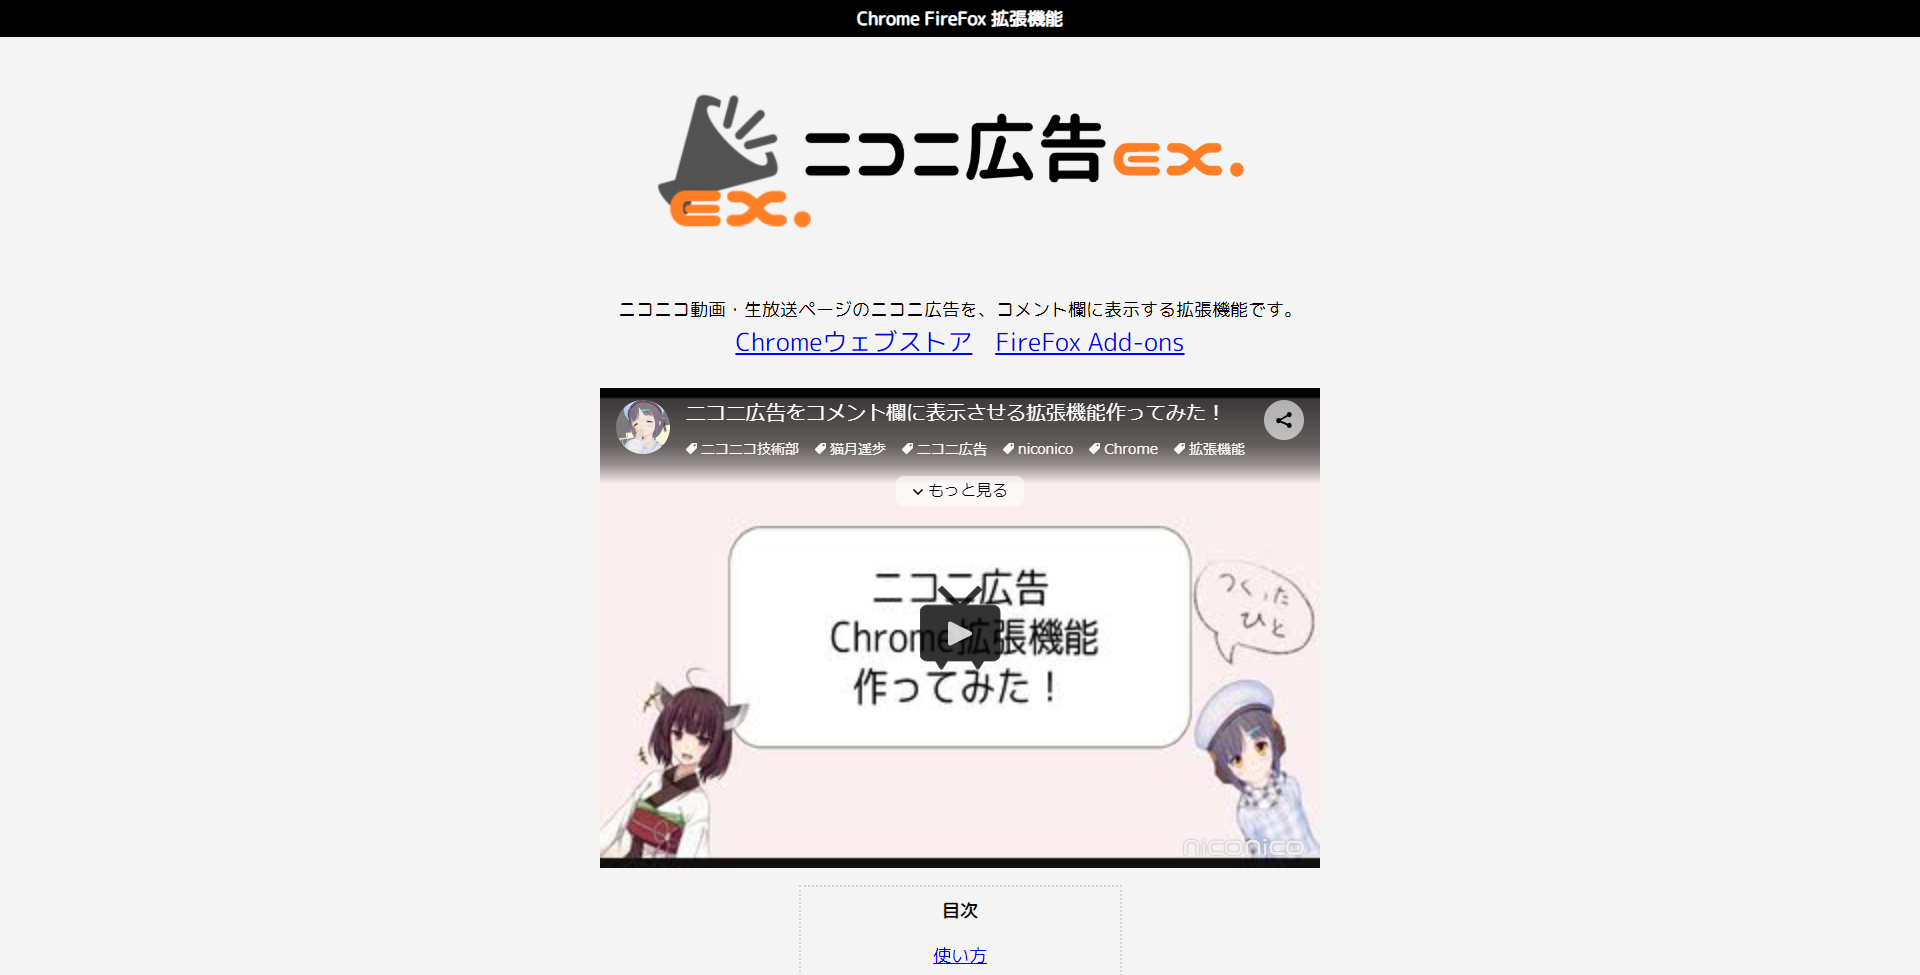 Chrome FireFox 拡張機能
ニコニ広告ex.
ex.
ニコニコ動画・生放送ページのニコニ広告を、コメント欄に表示する拡張機能です。
Chromeウェブストア FireFox Add-ons
ニコニ広告をコメント欄に表示させる拡張機能作ってみた！
ニコニコ技術部 猫月遥歩 ニコニ広告 niconico Chrome 拡張機能
もっと見る
ニコニ広告
Chrome拡張機能
作ってみた！
つくった
ひと
niconico
目次
使い方